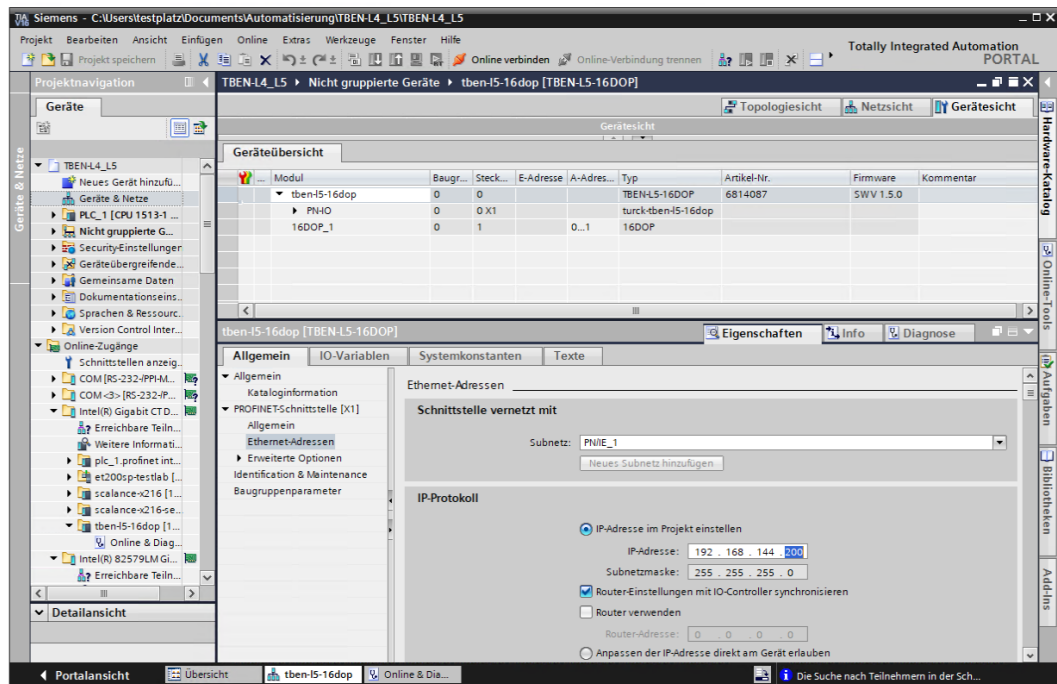 Siemens - C:\Users\testplatz\Documents\Automatisierung\TBEN-L4_L5\TBEN-L4_L5
Projekt Bearbeiten Ansicht Einfügen Online Extras Werkzeuge Fenster Hilfe
Projekt speichern Online verbinden Online-Verbindung trennen
Totally Integrated Automation
PORTAL
Projektnavigation
TBEN-L4_L5 Nicht gruppierte Geräte tben-l5-16dop [TBEN-L5-16DOP]
Geräte
Topologiesicht Netzsicht Gerätesicht
Gerätesicht
Geräteübersicht
... Modul Baugr... Steck... E-Adresse A-Adres... Typ Artikel-Nr. Firmware Kommentar
tben-l5-16dop 0 0 TBEN-L5-16DOP 6814087 SWV 1.5.0
PN-IO 0 0 X1 turck-tben-l5-16dop
16DOP_1 0 1 0...1 16DOP
Geräte & Netze
TBEN-L4_L5
Neues Gerät hinzufü...
Geräte & Netze
PLC_1 [CPU 1513-1 ...
Nicht gruppierte G...
Security-Einstellungen
Geräteübergreifende...
Gemeinsame Daten
Dokumentationseins...
Sprachen & Ressourc...
Version Control Inter...
Online-Zugänge
Schnittstellen anzeig...
COM [RS-232-/PPI-M...
COM <3> [RS-232-/P...
Intel(R) Gigabit CT D...
Erreichbare Teiln...
Weitere Informati...
plc_1.profinet int...
et200sp-testlab [...
scalance-x216 [1...
scalance-x216-se...
tben-l5-16dop [1...
Online & Diag...
Intel(R) 82579LM Gi...
Erreichbare Teiln...
Detailansicht
tben-l5-16dop [TBEN-L5-16DOP]
Eigenschaften Info Diagnose
Allgemein IO-Variablen Systemkonstanten Texte
Allgemein
Kataloginformation
PROFINET-Schnittstelle [X1]
Allgemein
Ethernet-Adressen
Erweiterte Optionen
Identification & Maintenance
Baugruppenparameter
Ethernet-Adressen
Schnittstelle vernetzt mit
Subnetz: PN/IE_1
Neues Subnetz hinzufügen
IP-Protokoll
IP-Adresse im Projekt einstellen
IP-Adresse: 192 . 168 . 144 . 200
Subnetzmaske: 255 . 255 . 255 . 0
Router-Einstellungen mit IO-Controller synchronisieren
Router verwenden
Router-Adresse: 0 . 0 . 0 . 0
Anpassen der IP-Adresse direkt am Gerät erlauben
Hardware-Katalog
Online-Tools
Aufgaben
Bibliotheken
Add-Ins
Portalansicht Übersicht tben-l5-16dop Online & Dia... Die Suche nach Teilnehmern in der Sch...